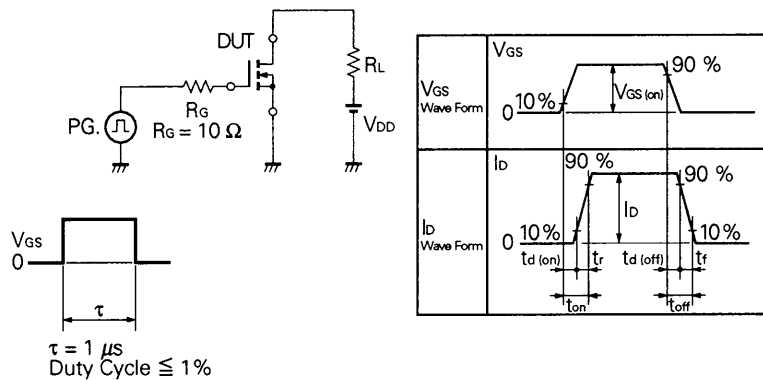 DUT
RL
RG
RG = 10 Ω
PG.
VDD
VGS
0
τ
τ = 1 μs
Duty Cycle ≦ 1%
VGS
Wave Form
VGS
90 %
10%
VGS (on)
0
ID
Wave Form
ID
90 %
90 %
ID
10%
10%
0
td (on)
tr
td (off)
tf
ton
toff